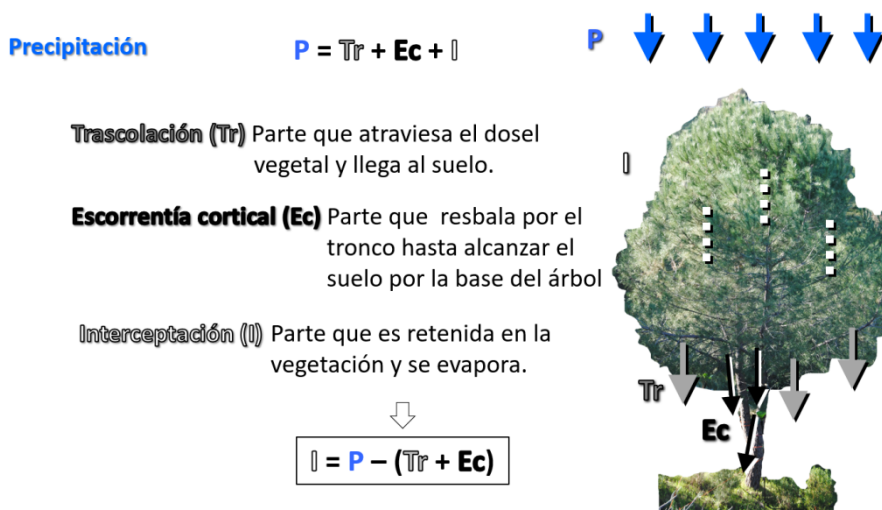 Precipitación
P = Tr + Ec + I
P
Trascolación (Tr) Parte que atraviesa el dosel
vegetal y llega al suelo.
I
Escorrentía cortical (Ec) Parte que resbala por el
tronco hasta alcanzar el
suelo por la base del árbol
Interceptación (I) Parte que es retenida en la
vegetación y se evapora.
Tr
Ec
I = P – (Tr + Ec)